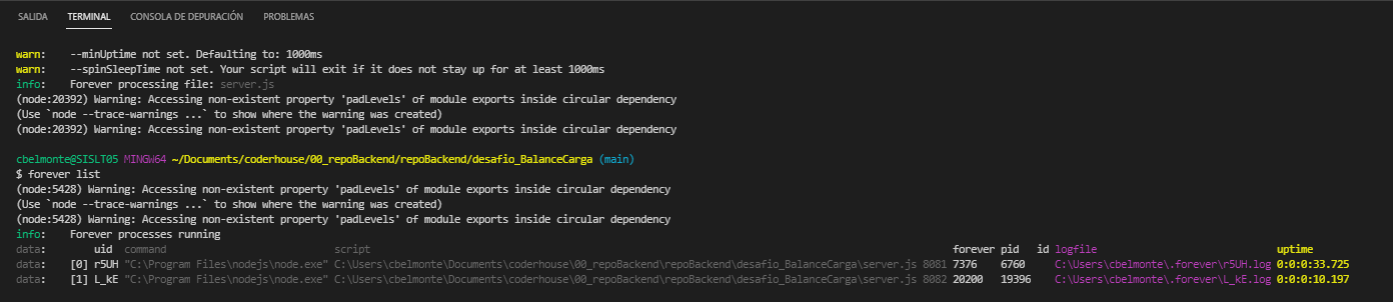 SALIDA TERMINAL CONSOLA DE DEPURACIÓN PROBLEMAS
warn: --minUptime not set. Defaulting to: 1000ms
warn: --spinSleepTime not set. Your script will exit if it does not stay up for at least 1000ms
info: Forever processing file: server.js
(node:20392) Warning: Accessing non-existent property 'padLevels' of module exports inside circular dependency
(Use `node --trace-warnings ...` to show where the warning was created)
(node:20392) Warning: Accessing non-existent property 'padLevels' of module exports inside circular dependency
cbelmonte@SISLT05 MINGW64 ~/Documents/coderhouse/00_repoBackend/repoBackend/desafio_BalanceCarga (main)
$ forever list
(node:5428) Warning: Accessing non-existent property 'padLevels' of module exports inside circular dependency
(Use `node --trace-warnings ...` to show where the warning was created)
(node:5428) Warning: Accessing non-existent property 'padLevels' of module exports inside circular dependency
info: Forever processes running
data: uid command script forever pid id logfile uptime
data: [0] r5UH "C:\Program Files\nodejs\node.exe" C:\Users\cbelmonte\Documents\coderhouse\00_repoBackend\repoBackend\desafio_BalanceCarga\server.js 8081 7376 6760 C:\Users\cbelmonte\.forever\r5UH.log 0:0:0:33.725
data: [1] L_kE "C:\Program Files\nodejs\node.exe" C:\Users\cbelmonte\Documents\coderhouse\00_repoBackend\repoBackend\desafio_BalanceCarga\server.js 8082 20200 19396 C:\Users\cbelmonte\.forever\L_kE.log 0:0:0:10.197